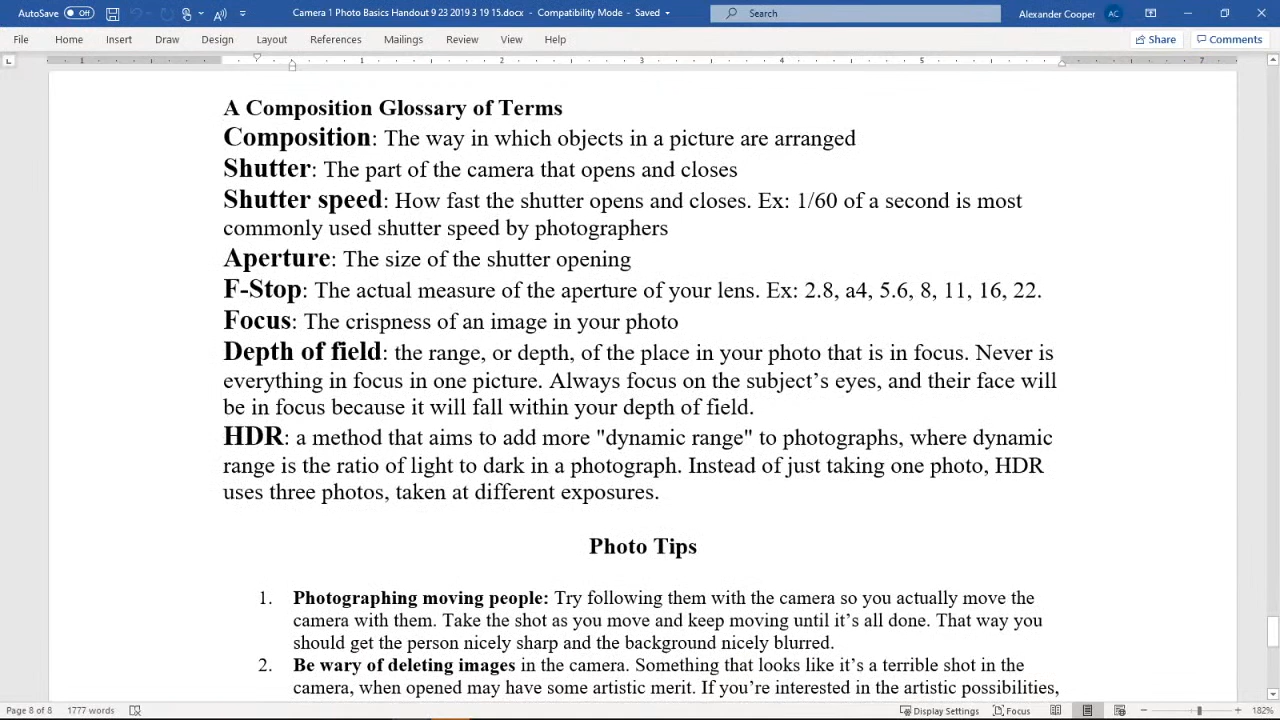 AutoSave Off Camera 1 Photo Basics Handout 9 23 2019 3 19 15.docx - Compatibility Mode - Saved Search Alexander Cooper AC
File Home Insert Draw Design Layout References Mailings Review View Help Share Comments
1 1 2 3 4 5 7
A Composition Glossary of Terms
Composition: The way in which objects in a picture are arranged
Shutter: The part of the camera that opens and closes
Shutter speed: How fast the shutter opens and closes. Ex: 1/60 of a second is most
commonly used shutter speed by photographers
Aperture: The size of the shutter opening
F-Stop: The actual measure of the aperture of your lens. Ex: 2.8, a4, 5.6, 8, 11, 16, 22.
Focus: The crispness of an image in your photo
Depth of field: the range, or depth, of the place in your photo that is in focus. Never is
everything in focus in one picture. Always focus on the subject’s eyes, and their face will
be in focus because it will fall within your depth of field.
HDR: a method that aims to add more "dynamic range" to photographs, where dynamic
range is the ratio of light to dark in a photograph. Instead of just taking one photo, HDR
uses three photos, taken at different exposures.
Photo Tips
1. Photographing moving people: Try following them with the camera so you actually move the
camera with them. Take the shot as you move and keep moving until it’s all done. That way you
should get the person nicely sharp and the background nicely blurred.
2. Be wary of deleting images in the camera. Something that looks like it’s a terrible shot in the
camera, when opened may have some artistic merit. If you’re interested in the artistic possibilities,
Page 8 of 8 1777 words Display Settings Focus 182%